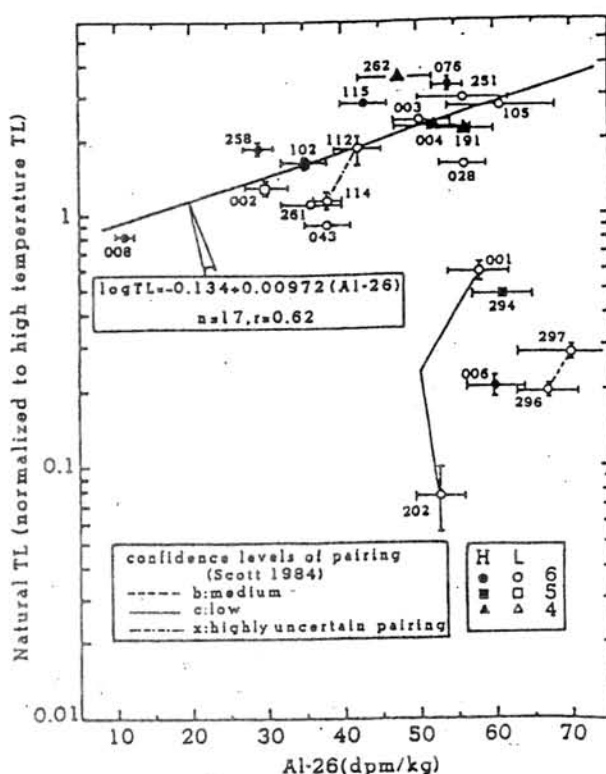 Natural TL (normalized to high temperature TL)
10
1
0.1
0.01
262
076
251
115
003
105
004
191
258
102
112
028
002
261
114
043
008
001
294
297
006
296
202
logTL=-0.134+0.00972(Al-26)
n=17,r=0.62
confidence levels of pairing
(Scott 1984)
b:medium
c:low
x:highly uncertain pairing
H L
6
5
4
10 20 30 40 50 60 70
Al-26(dpm/kg)